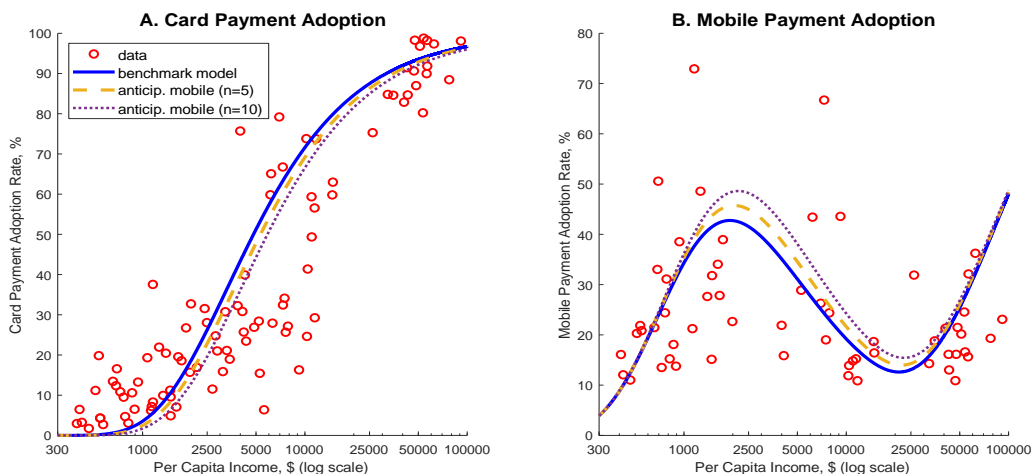 A. Card Payment Adoption
100
90
80
70
60
50
40
30
20
10
0
Card Payment Adoption Rate, %
data
benchmark model
anticip. mobile (n=5)
anticip. mobile (n=10)
300 1000 2500 5000 10000 25000 50000 100000
Per Capita Income, $ (log scale)
B. Mobile Payment Adoption
80
70
60
50
40
30
20
10
0
Mobile Payment Adoption Rate, %
300 1000 2500 5000 10000 25000 50000 100000
Per Capita Income, $ (log scale)